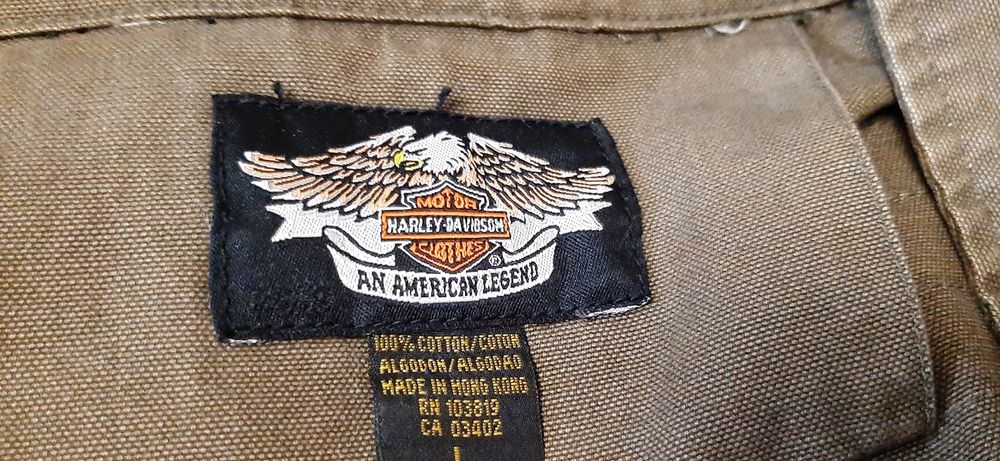 MOTOR
HARLEY-DAVIDSON
CLOTHES
®
AN AMERICAN LEGEND
100% COTTON/COTON
ALGODON/ALGODAO
MADE IN HONG KONG
RN 103819
CA 03402
L